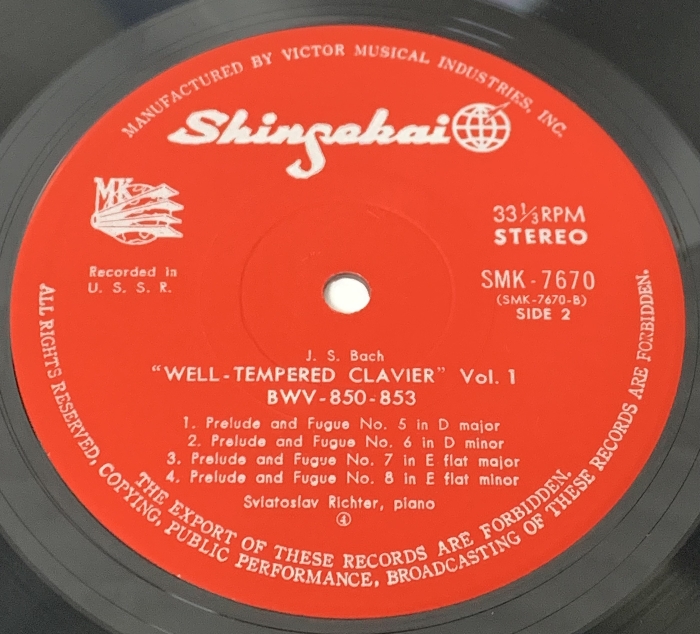 MANUFACTURED BY VICTOR MUSICAL INDUSTRIES, INC.
Shinsekai
MK
Recorded in
U. S. S. R.
33 1/3 RPM
STEREO
SMK-7670
(SMK-7670-B)
SIDE 2
J. S. Bach
"WELL-TEMPERED CLAVIER" Vol. 1
BWV-850-853
1. Prelude and Fugue No. 5 in D major
2. Prelude and Fugue No. 6 in D minor
3. Prelude and Fugue No. 7 in E flat major
4. Prelude and Fugue No. 8 in E flat minor
Sviatoslav Richter, piano
④
THE EXPORT OF THESE RECORDS ARE FORBIDDEN.
ALL RIGHTS RESERVED, COPYING, PUBLIC PERFORMANCE, BROADCASTING OF THESE RECORDS ARE FORBIDDEN.